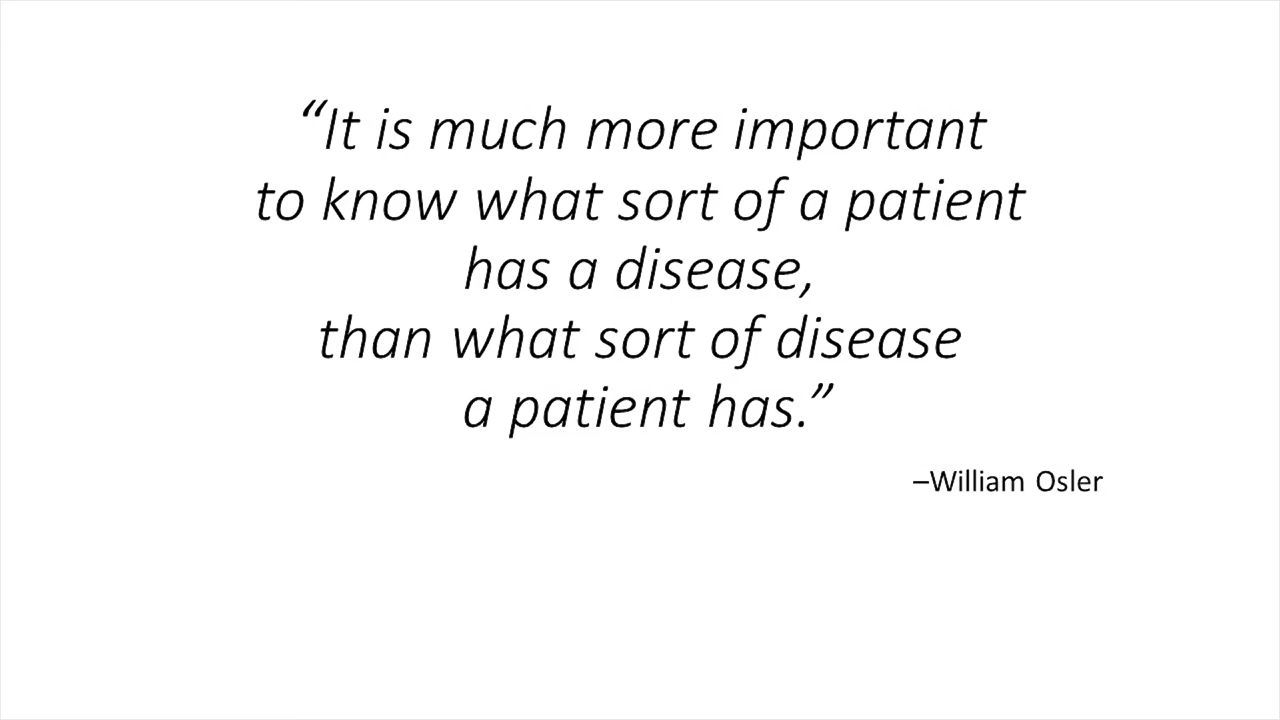 “It is much more important
to know what sort of a patient
has a disease,
than what sort of disease
a patient has.”
–William Osler